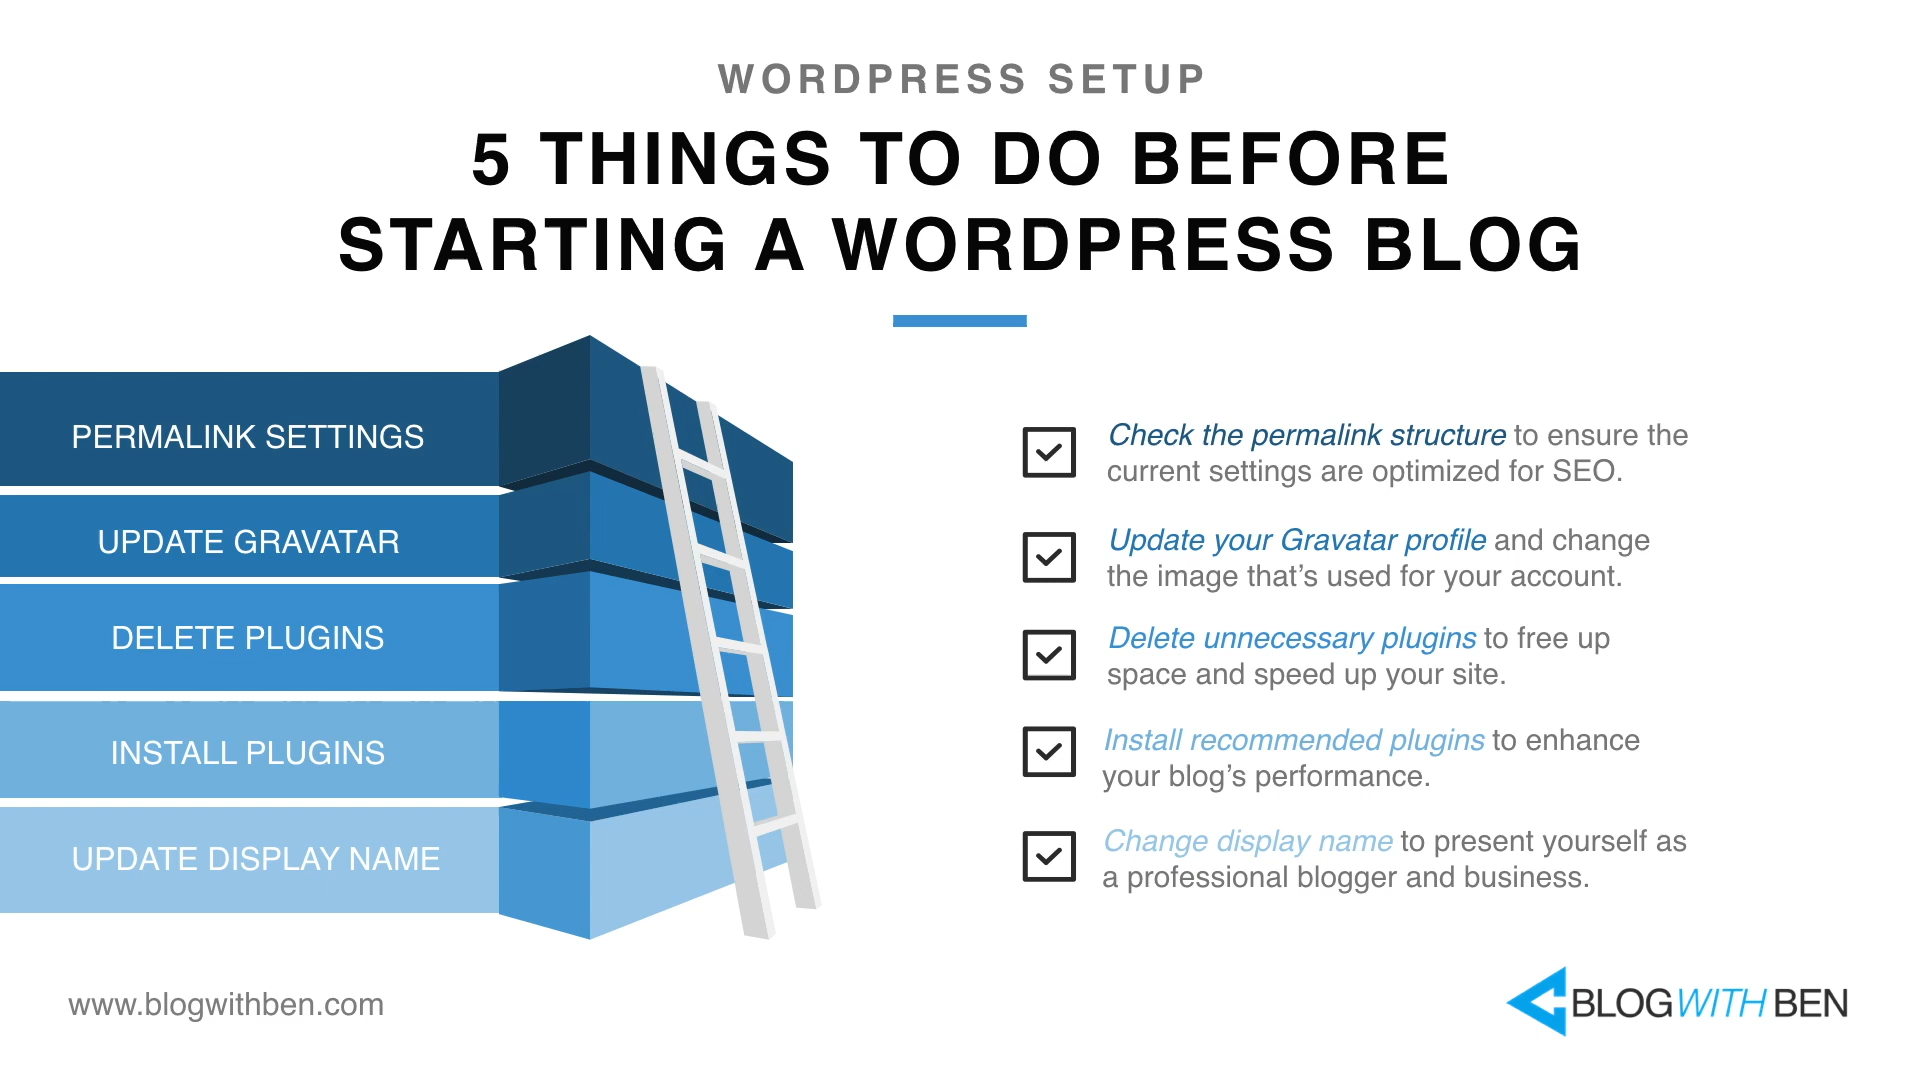 WORDPRESS SETUP
5 THINGS TO DO BEFORE
STARTING A WORDPRESS BLOG
PERMALINK SETTINGS
UPDATE GRAVATAR
DELETE PLUGINS
INSTALL PLUGINS
UPDATE DISPLAY NAME
Check the permalink structure to ensure the
current settings are optimized for SEO.
Update your Gravatar profile and change
the image that’s used for your account.
Delete unnecessary plugins to free up
space and speed up your site.
Install recommended plugins to enhance
your blog’s performance.
Change display name to present yourself as
a professional blogger and business.
www.blogwithben.com
BLOGWITHBEN